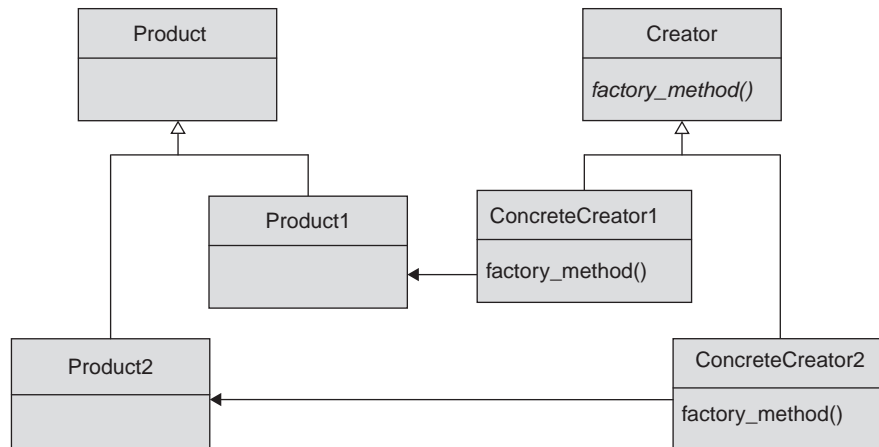 Product
Creator
factory_method()
Product1
ConcreteCreator1
factory_method()
Product2
ConcreteCreator2
factory_method()